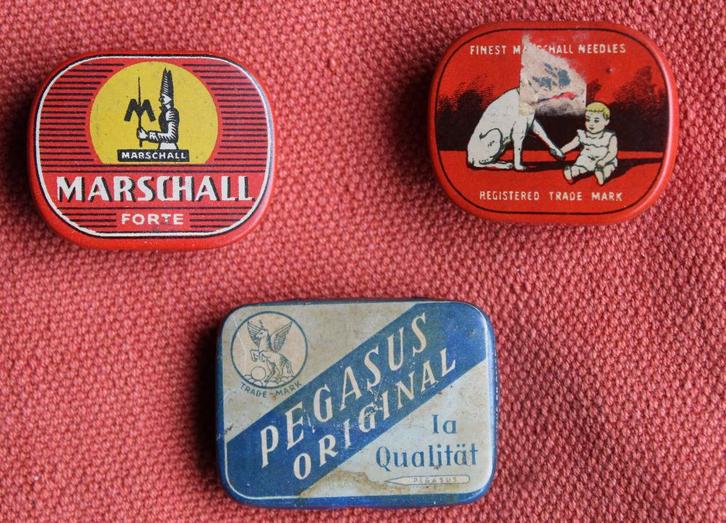 M
MARSCHALL
MARSCHALL
FORTE
FINEST MARSCHALL NEEDLES
REGISTERED TRADE MARK
TRADE-MARK
PEGASUS
ORIGINAL
Ia
Qualität
PEGASUS